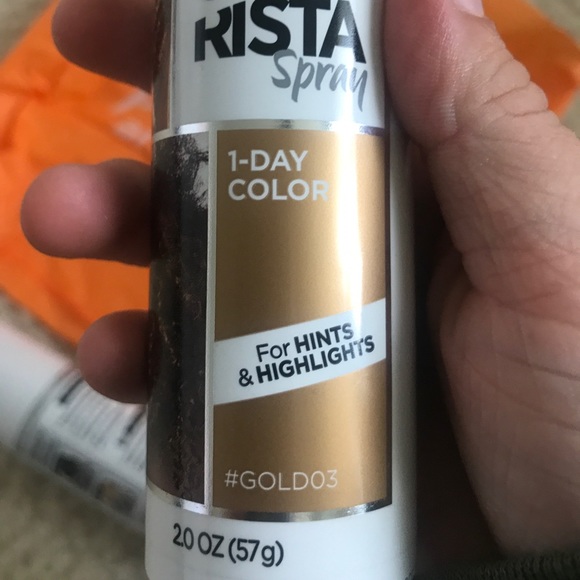 RISTA
Spray
1-DAY
COLOR
For HINTS
& HIGHLIGHTS
#GOLD03
2.0 OZ (57g)